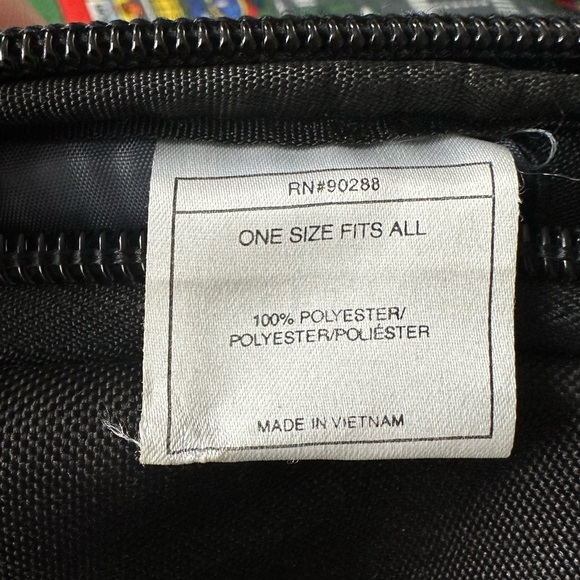 RN#90288
ONE SIZE FITS ALL
100% POLYESTER/
POLYESTER/POLIÉSTER
MADE IN VIETNAM